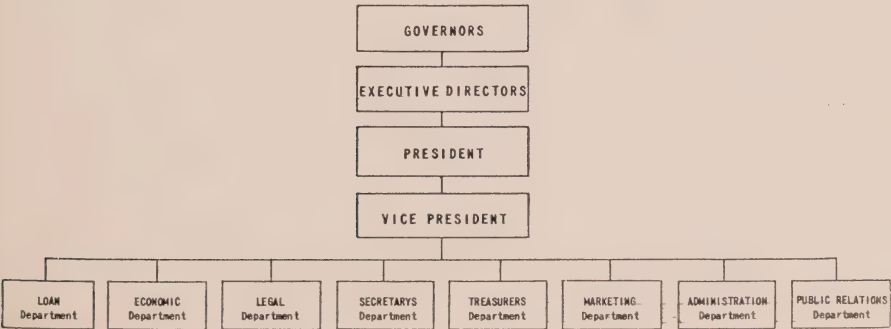 GOVERNORS
EXECUTIVE DIRECTORS
PRESIDENT
VICE PRESIDENT
LOAN
Department
ECONOMIC
Department
LEGAL
Department
SECRETARYS
Department
TREASURERS
Department
MARKETING
Department
ADMINISTRATION
Department
PUBLIC RELATIONS
Department